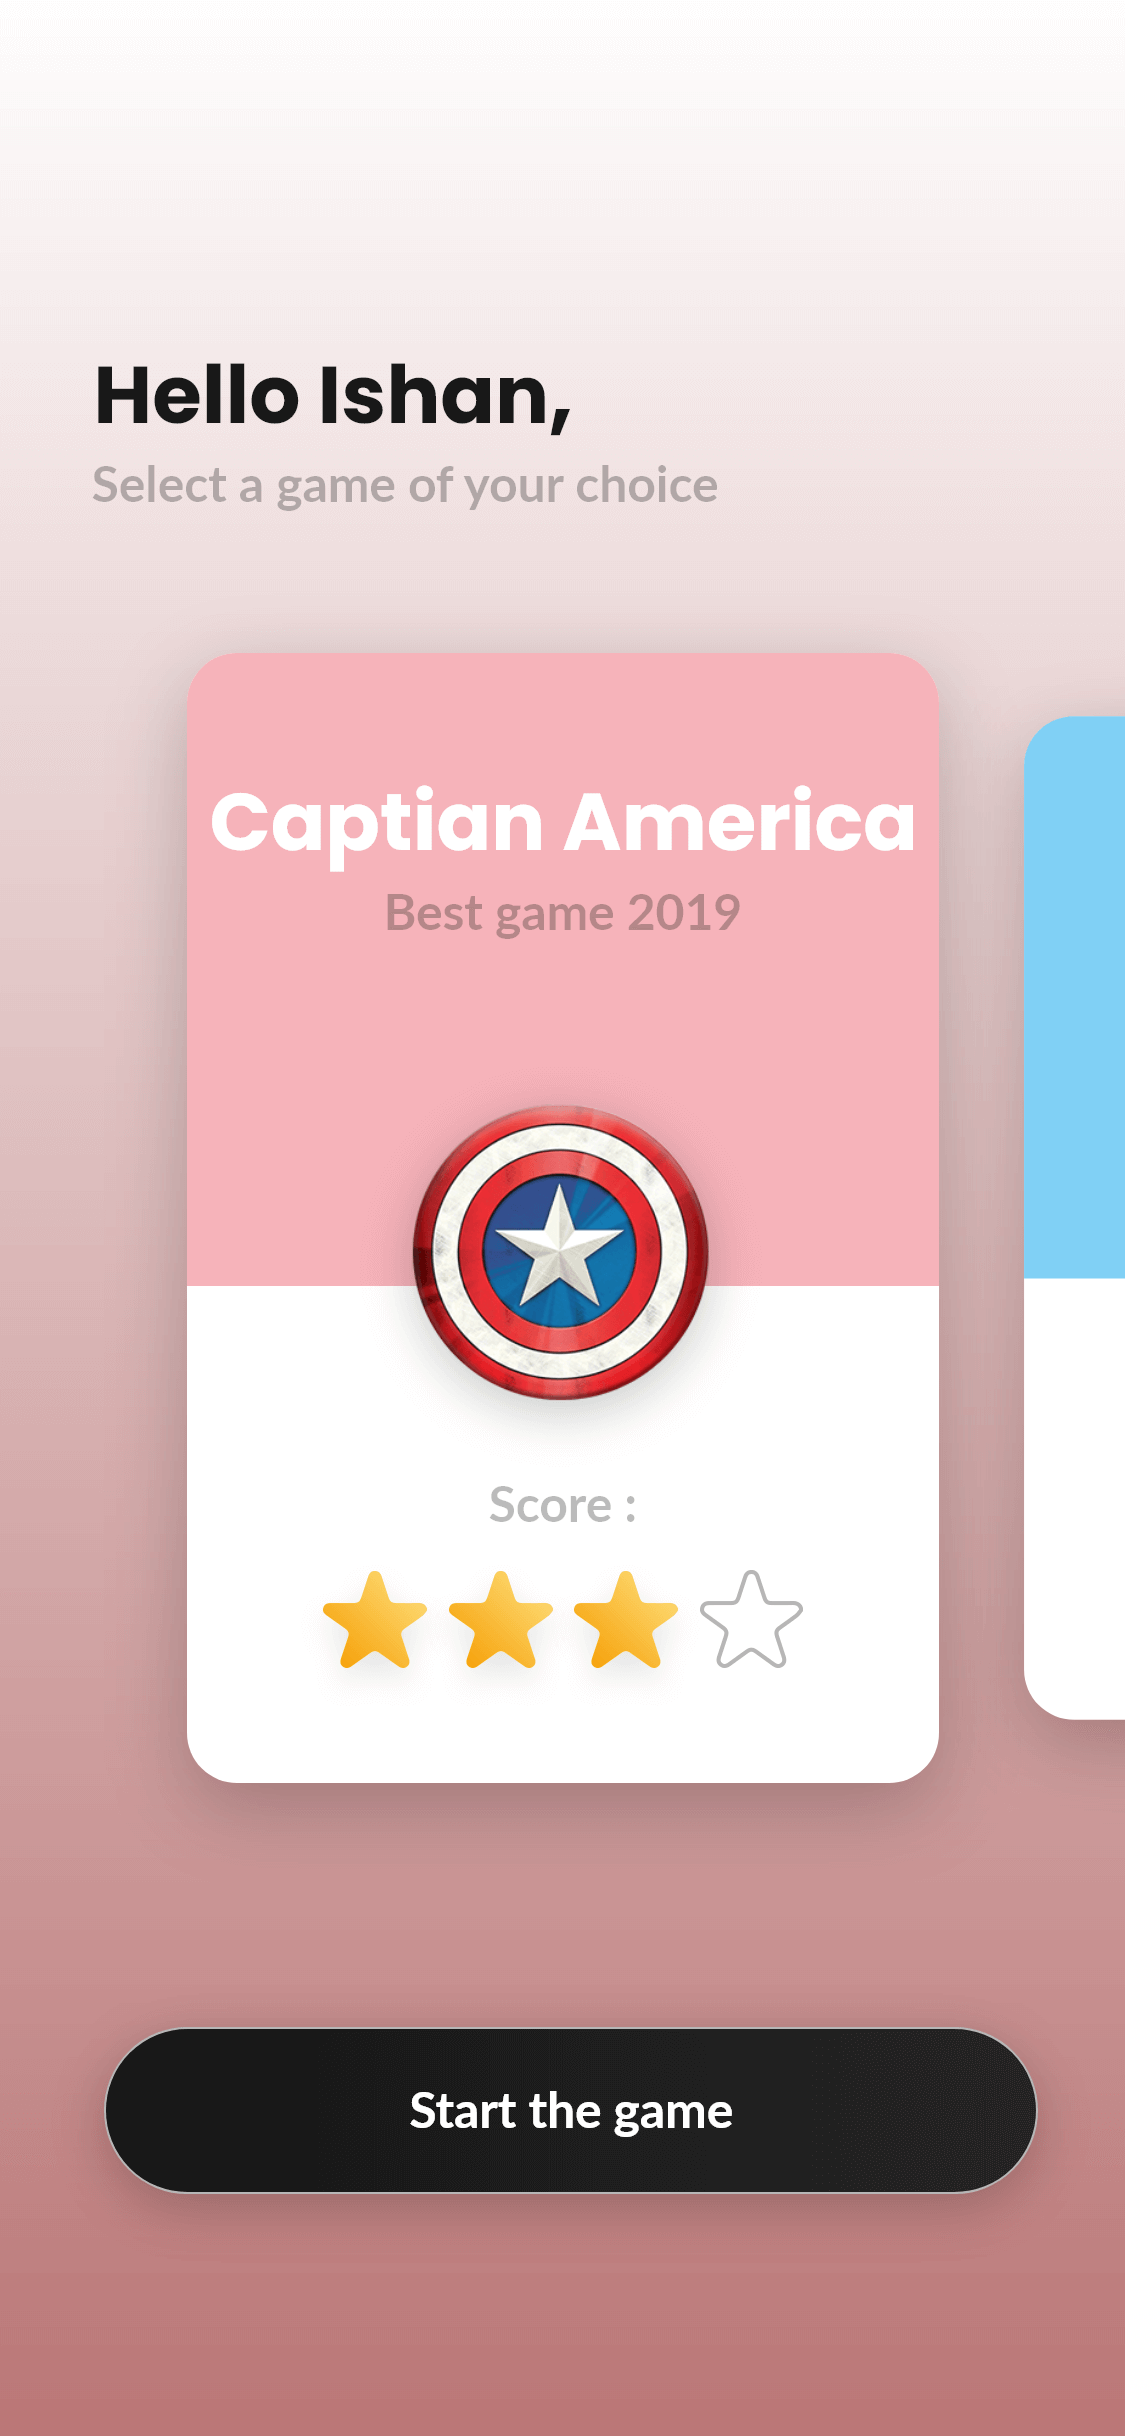 Hello Ishan,
Select a game of your choice
Captian America
Best game 2019
Score :
Start the game